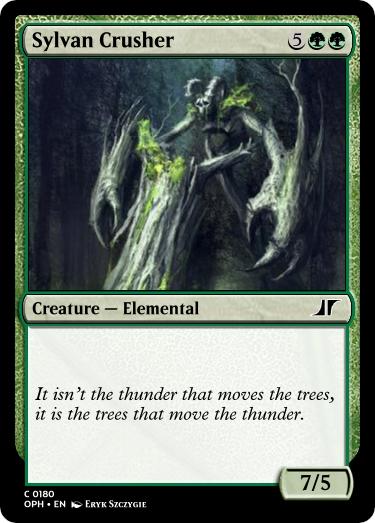 Sylvan Crusher 5
Creature — Elemental
It isn't the thunder that moves the trees,
it is the trees that move the thunder.
7/5
C 0180
OPH • EN Eryk Szczygie